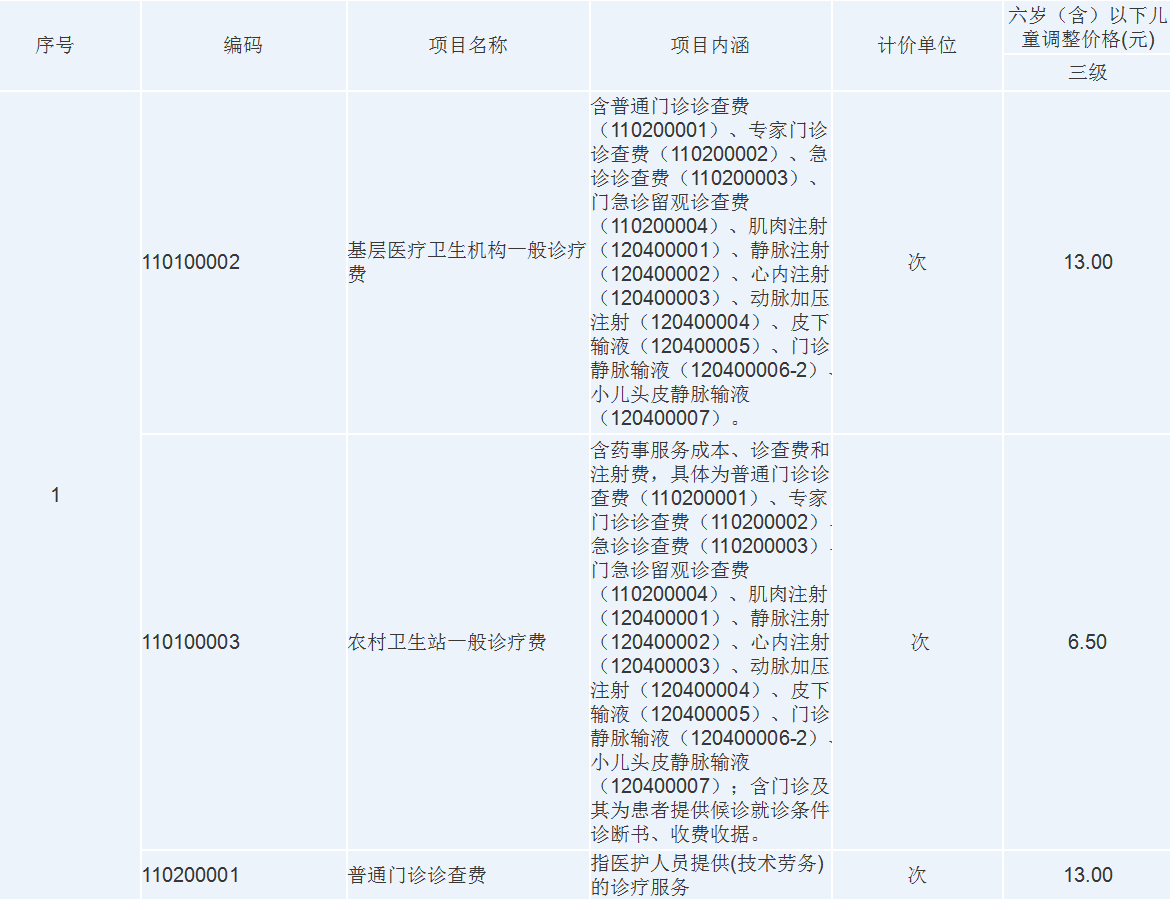 序号
编码
项目名称
项目内涵
计价单位
六岁（含）以下儿
童调整价格(元)
三级
1
110100002
基层医疗卫生机构一般诊疗
费
含普通门诊诊查费
（110200001）、专家门诊
诊查费（110200002）、急
诊诊查费（110200003）、
门急诊留观诊查费
（110200004）、肌肉注射
（120400001）、静脉注射
（120400002）、心内注射
（120400003）、动脉加压
注射（120400004）、皮下
输液（120400005）、门诊
静脉输液（120400006-2）、
小儿头皮静脉输液
（120400007）。
次
13.00
110100003
农村卫生站一般诊疗费
含药事服务成本、诊查费和
注射费，具体为普通门诊诊
查费（110200001）、专家
门诊诊查费（110200002）、
急诊诊查费（110200003）、
门急诊留观诊查费
（110200004）、肌肉注射
（120400001）、静脉注射
（120400002）、心内注射
（120400003）、动脉加压
注射（120400004）、皮下
输液（120400005）、门诊
静脉输液（120400006-2）、
小儿头皮静脉输液
（120400007）；含门诊及
其为患者提供候诊就诊条件
诊断书、收费收据。
次
6.50
110200001
普通门诊诊查费
指医护人员提供(技术劳务)
的诊疗服务
次
13.00